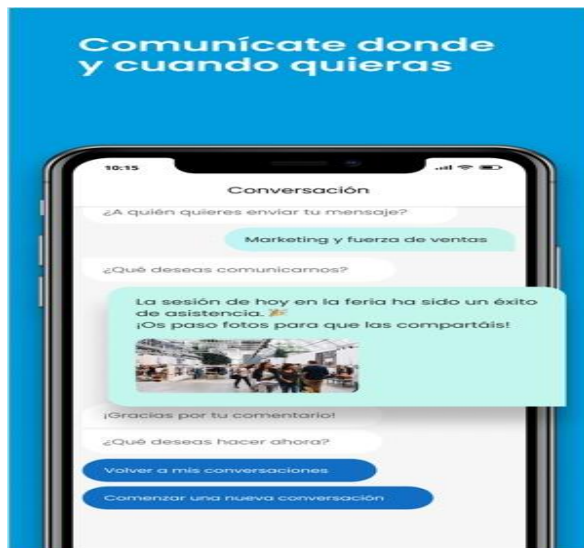 Comunícate donde
y cuando quieras
10:15
Conversación
¿A quién quieres enviar tu mensaje?
Marketing y fuerza de ventas
¿Qué deseas comunicarnos?
La sesión de hoy en la feria ha sido un éxito
de asistencia. 🎉
¡Os paso fotos para que las compartáis!
¡Gracias por tu comentario!
¿Qué deseas hacer ahora?
Volver a mis conversaciones
Comenzar una nueva conversación